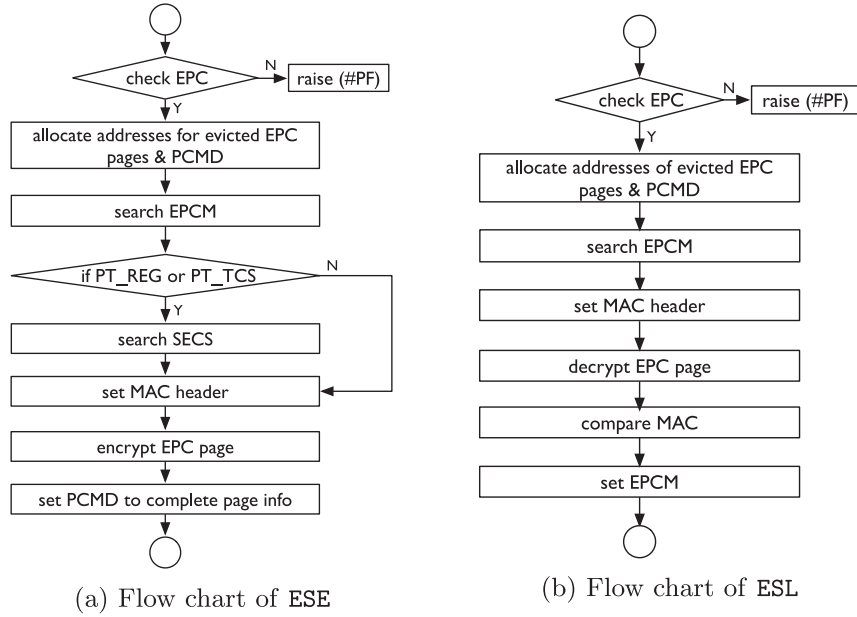 check EPC
N
raise (#PF)
Y
allocate addresses for evicted EPC
pages & PCMD
search EPCM
if PT_REG or PT_TCS
N
Y
search SECS
set MAC header
encrypt EPC page
set PCMD to complete page info
(a) Flow chart of ESE
check EPC
N
raise (#PF)
Y
allocate addresses of evicted EPC
pages & PCMD
search EPCM
set MAC header
decrypt EPC page
compare MAC
set EPCM
(b) Flow chart of ESL